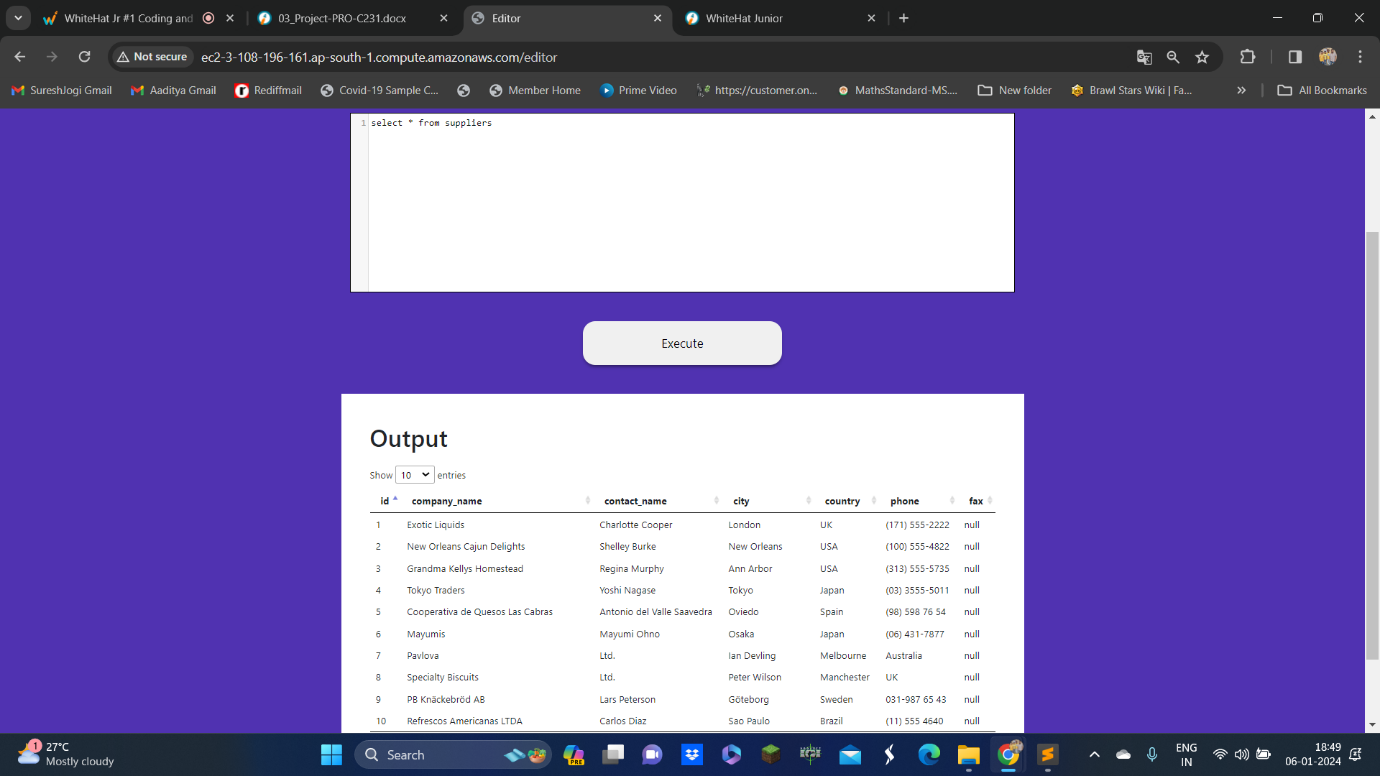 WhiteHat Jr #1 Coding and
03_Project-PRO-C231.docx
Editor
WhiteHat Junior
Not secure
ec2-3-108-196-161.ap-south-1.compute.amazonaws.com/editor
SureshJogi Gmail
Aaditya Gmail
Rediffmail
Covid-19 Sample C...
Member Home
Prime Video
https://customer.on...
MathsStandard-MS....
New folder
Brawl Stars Wiki | Fa...
All Bookmarks
1 select * from suppliers
Execute
Output
Show 10 entries
id company_name contact_name city country phone fax
1 Exotic Liquids Charlotte Cooper London UK (171) 555-2222 null
2 New Orleans Cajun Delights Shelley Burke New Orleans USA (100) 555-4822 null
3 Grandma Kellys Homestead Regina Murphy Ann Arbor USA (313) 555-5735 null
4 Tokyo Traders Yoshi Nagase Tokyo Japan (03) 3555-5011 null
5 Cooperativa de Quesos Las Cabras Antonio del Valle Saavedra Oviedo Spain (98) 598 76 54 null
6 Mayumis Mayumi Ohno Osaka Japan (06) 431-7877 null
7 Pavlova Ltd. Ian Devling Melbourne Australia null
8 Specialty Biscuits Ltd. Peter Wilson Manchester UK null
9 PB Knäckebröd AB Lars Peterson Göteborg Sweden 031-987 65 43 null
10 Refrescos Americanas LTDA Carlos Diaz Sao Paulo Brazil (11) 555 4640 null
1
27°C
Mostly cloudy
Search
PRE
ENG
IN
18:49
06-01-2024